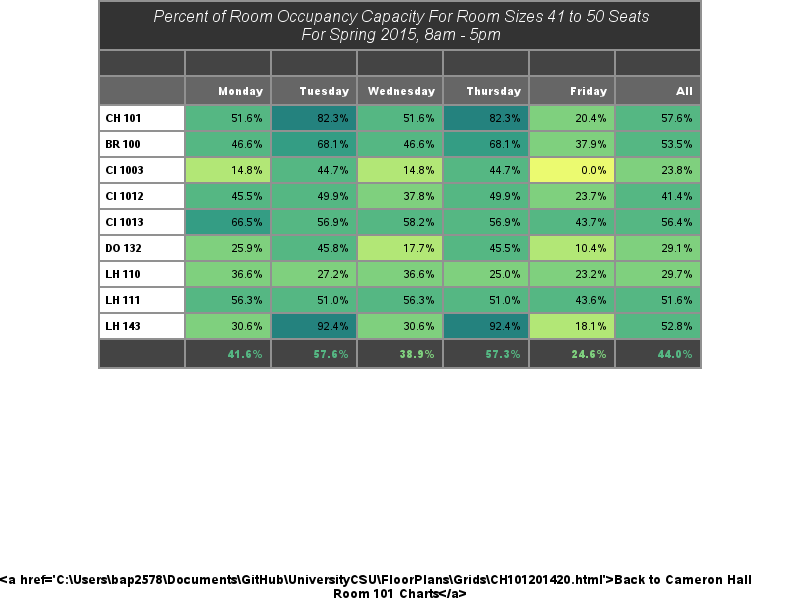 Percent of Room Occupancy Capacity For Room Sizes 41 to 50 Seats
For Spring 2015, 8am - 5pm
Monday Tuesday Wednesday Thursday Friday All
CH 101 51.6% 82.3% 51.6% 82.3% 20.4% 57.6%
BR 100 46.6% 68.1% 46.6% 68.1% 37.9% 53.5%
CI 1003 14.8% 44.7% 14.8% 44.7% 0.0% 23.8%
CI 1012 45.5% 49.9% 37.8% 49.9% 23.7% 41.4%
CI 1013 66.5% 56.9% 58.2% 56.9% 43.7% 56.4%
DO 132 25.9% 45.8% 17.7% 45.5% 10.4% 29.1%
LH 110 36.6% 27.2% 36.6% 25.0% 23.2% 29.7%
LH 111 56.3% 51.0% 56.3% 51.0% 43.6% 51.6%
LH 143 30.6% 92.4% 30.6% 92.4% 18.1% 52.8%
41.6% 57.6% 38.9% 57.3% 24.6% 44.0%
<a href='C:\Users\bap2578\Documents\GitHub\UniversityCSU\FloorPlans\Grids\CH101201420.html'>Back to Cameron Hall
Room 101 Charts</a>